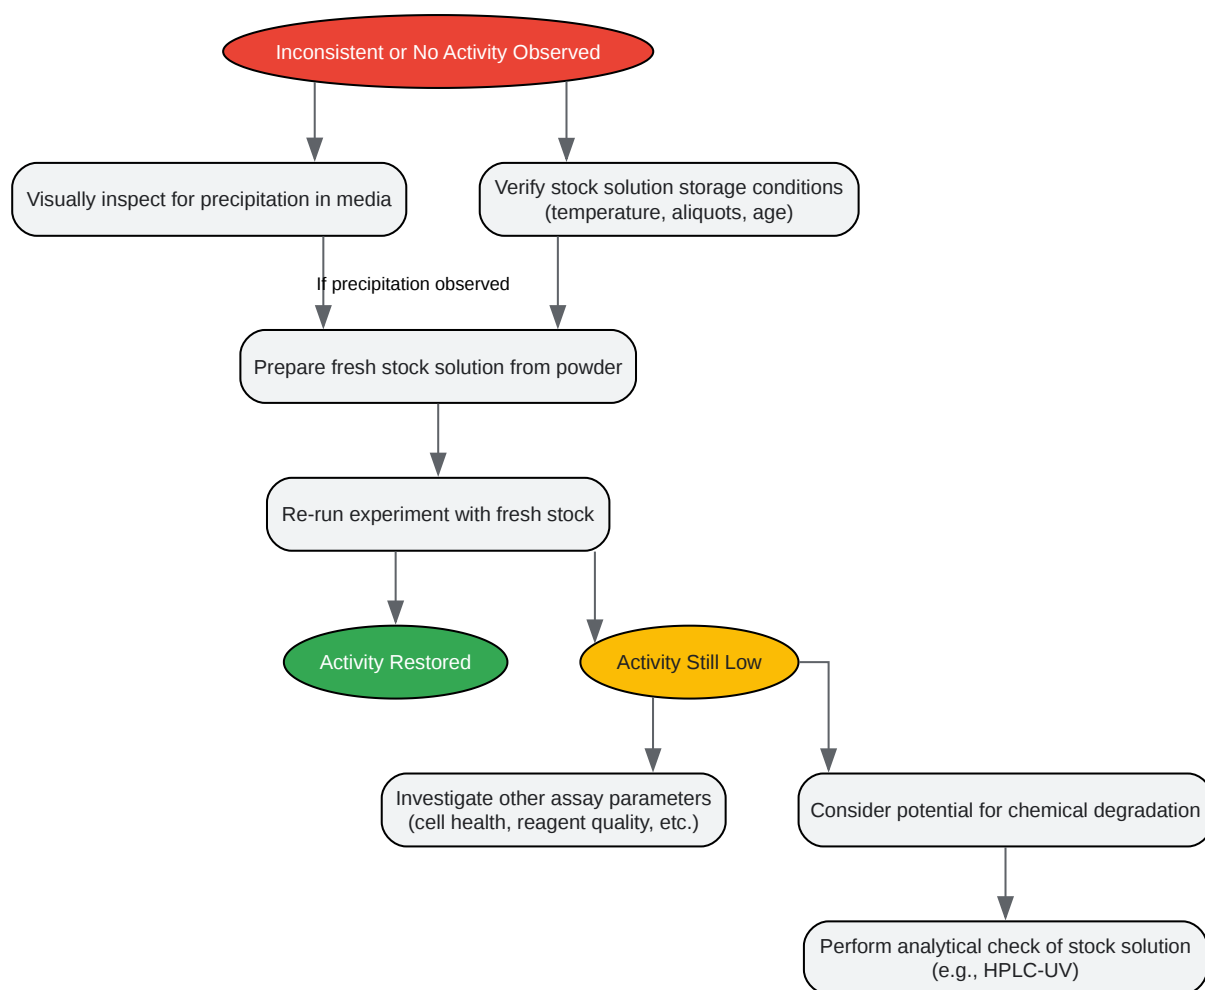 Inconsistent or No Activity Observed
Visually inspect for precipitation in media
Verify stock solution storage conditions
(temperature, aliquots, age)
If precipitation observed
Prepare fresh stock solution from powder
Re-run experiment with fresh stock
Activity Restored
Activity Still Low
Investigate other assay parameters
(cell health, reagent quality, etc.)
Consider potential for chemical degradation
Perform analytical check of stock solution
(e.g., HPLC-UV)